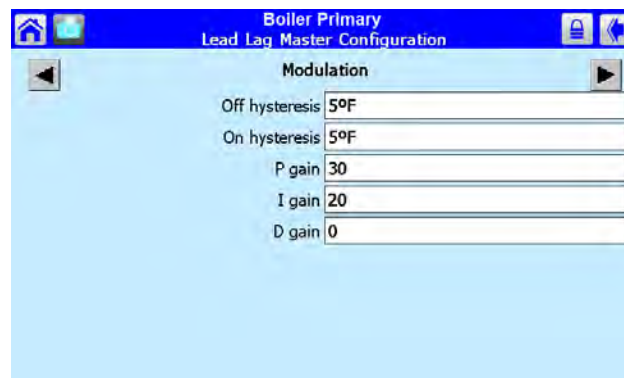 Boiler Primary
Lead Lag Master Configuration
Modulation
Off hysteresis 5ºF
On hysteresis 5ºF
P gain 30
I gain 20
D gain 0